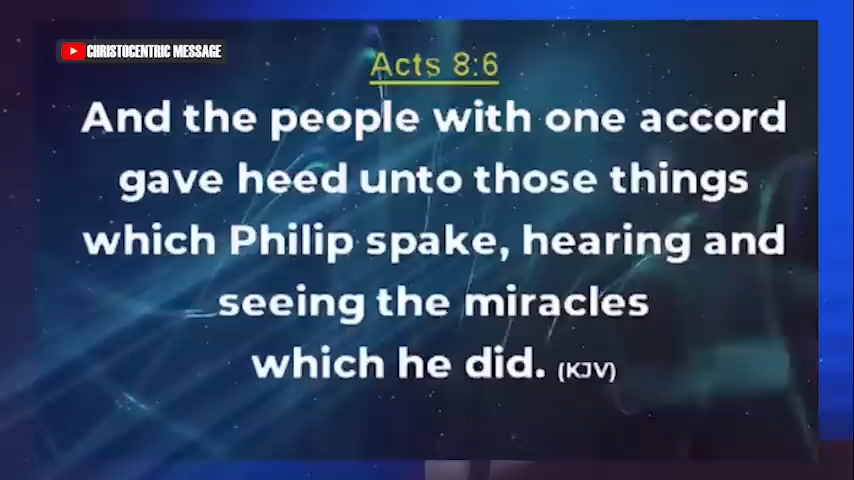 CHRISTOCENTRIC MESSAGE
Acts 8:6
And the people with one accord
gave heed unto those things
which Philip spake, hearing and
seeing the miracles
which he did. (KJV)